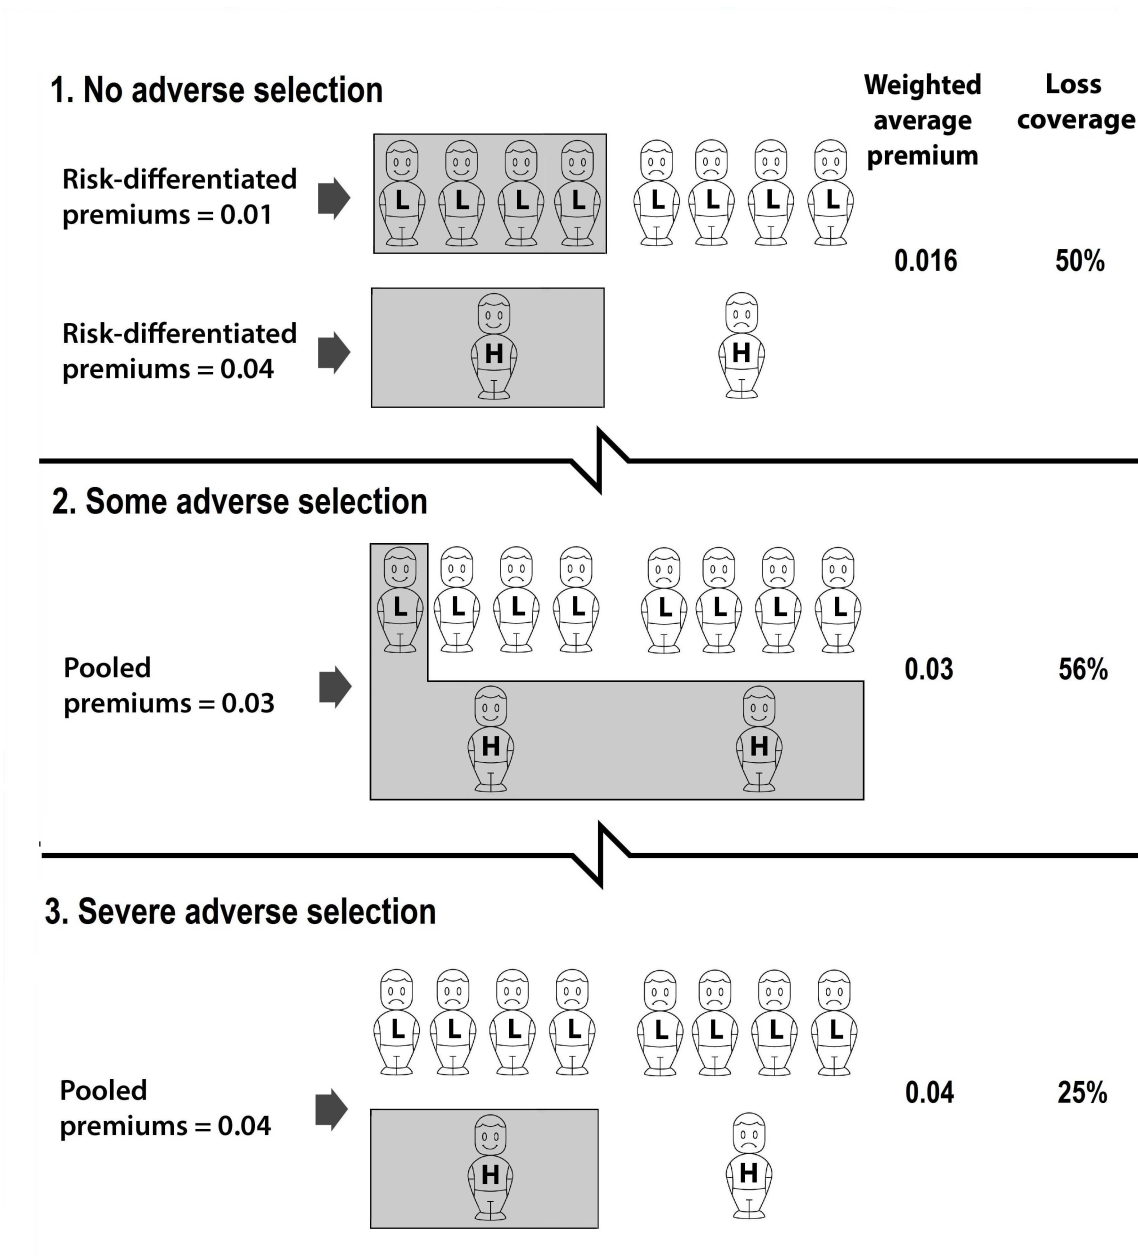 1. No adverse selection
Weighted
average
premium
Loss
coverage
Risk-differentiated
premiums = 0.01
L L L L L L L L
0.016 50%
Risk-differentiated
premiums = 0.04
H H
2. Some adverse selection
L L L L L L L L
Pooled
premiums = 0.03
0.03 56%
H H
3. Severe adverse selection
L L L L L L L L
Pooled
premiums = 0.04
0.04 25%
H H